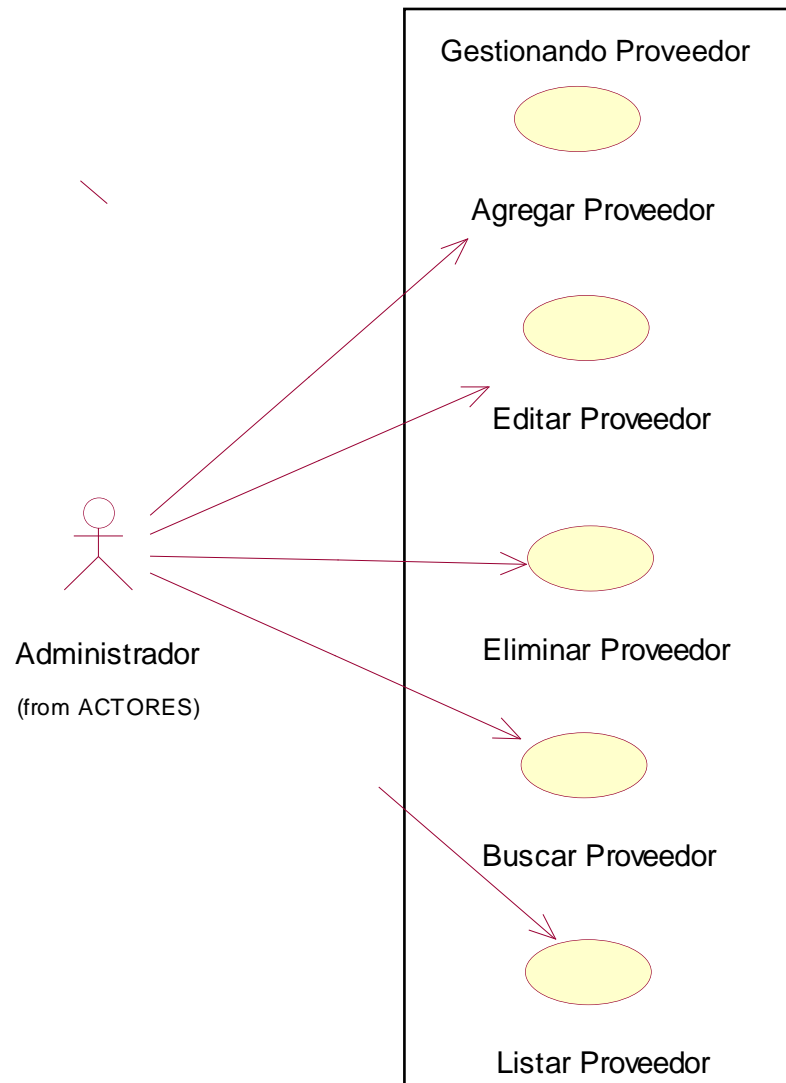 Gestionando Proveedor
Agregar Proveedor
Editar Proveedor
Eliminar Proveedor
Administrador
(from ACTORES)
Buscar Proveedor
Listar Proveedor